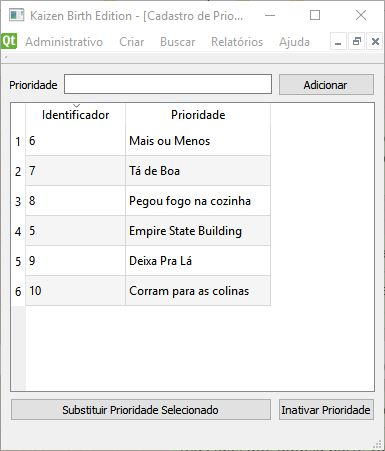 Kaizen Birth Edition - [Cadastro de Prio...
Qt Administrativo Criar Buscar Relatórios Ajuda
Prioridade Adicionar
Identificador Prioridade
1 6 Mais ou Menos
2 7 Tá de Boa
3 8 Pegou fogo na cozinha
4 5 Empire State Building
5 9 Deixa Pra Lá
6 10 Corram para as colinas
Substituir Prioridade Selecionado Inativar Prioridade